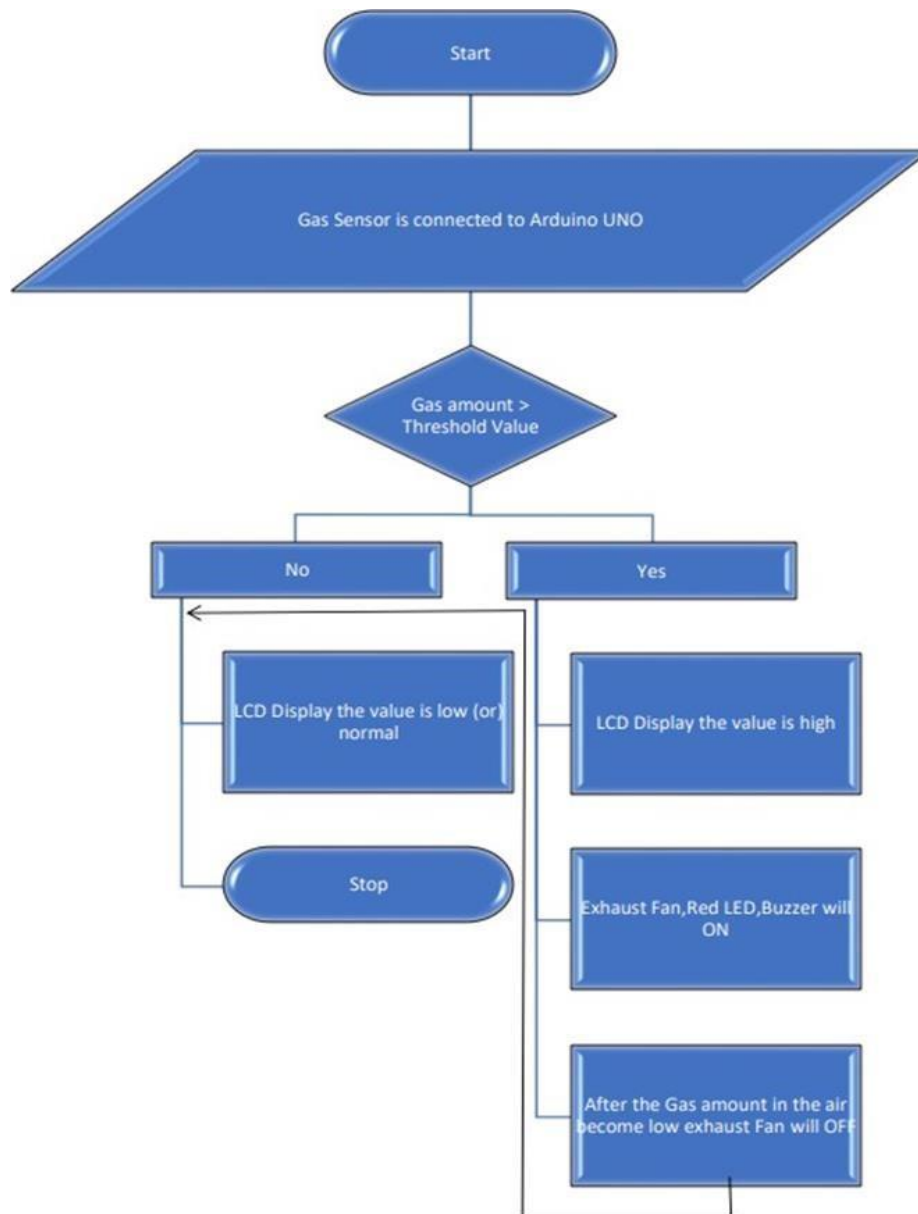 Start
Gas Sensor is connected to Arduino UNO
Gas amount >
Threshold Value
No
Yes
LCD Display the value is low (or)
normal
LCD Display the value is high
Stop
Exhaust Fan,Red LED,Buzzer will
ON
After the Gas amount in the air
become low exhaust Fan will OFF